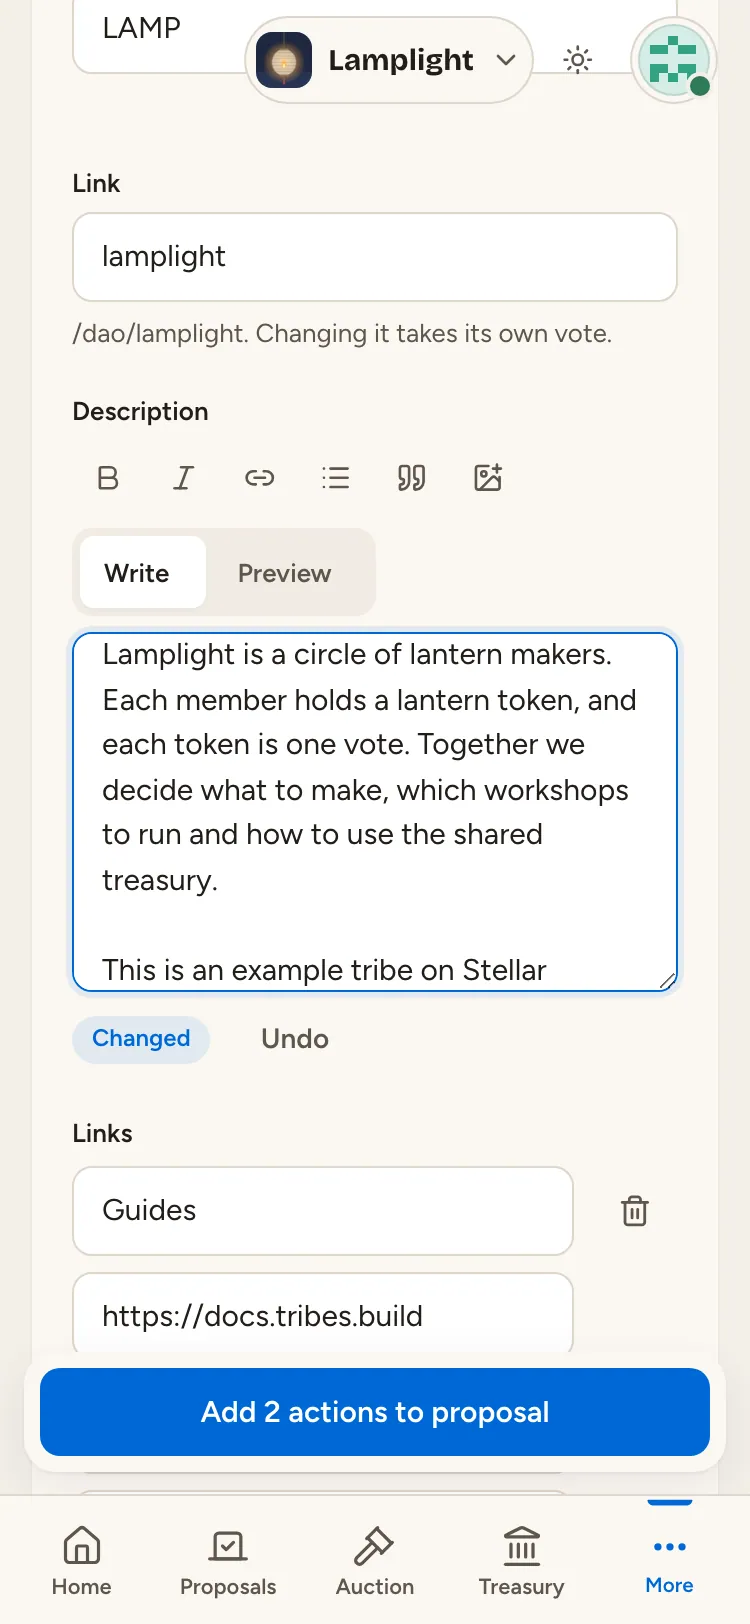 LAMP
Lamplight
Link
lamplight
/dao/lamplight. Changing it takes its own vote.
Description
Write
Preview
Lamplight is a circle of lantern makers.
Each member holds a lantern token, and
each token is one vote. Together we
decide what to make, which workshops
to run and how to use the shared
treasury.
This is an example tribe on Stellar
Changed
Undo
Links
Guides
https://docs.tribes.build
Add 2 actions to proposal
Home
Proposals
Auction
Treasury
More